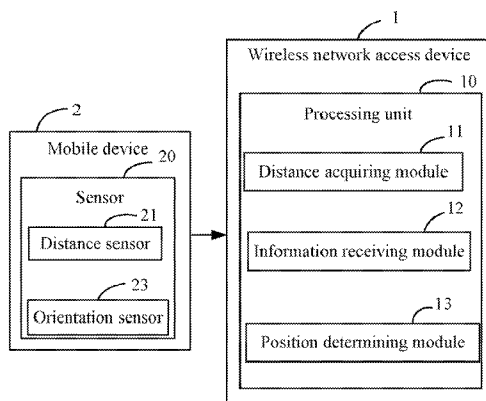 1
Wireless network access device
10
Processing unit
11
Distance acquiring module
12
Information receiving module
13
Position determining module
2
Mobile device
20
Sensor
21
Distance sensor
23
Orientation sensor